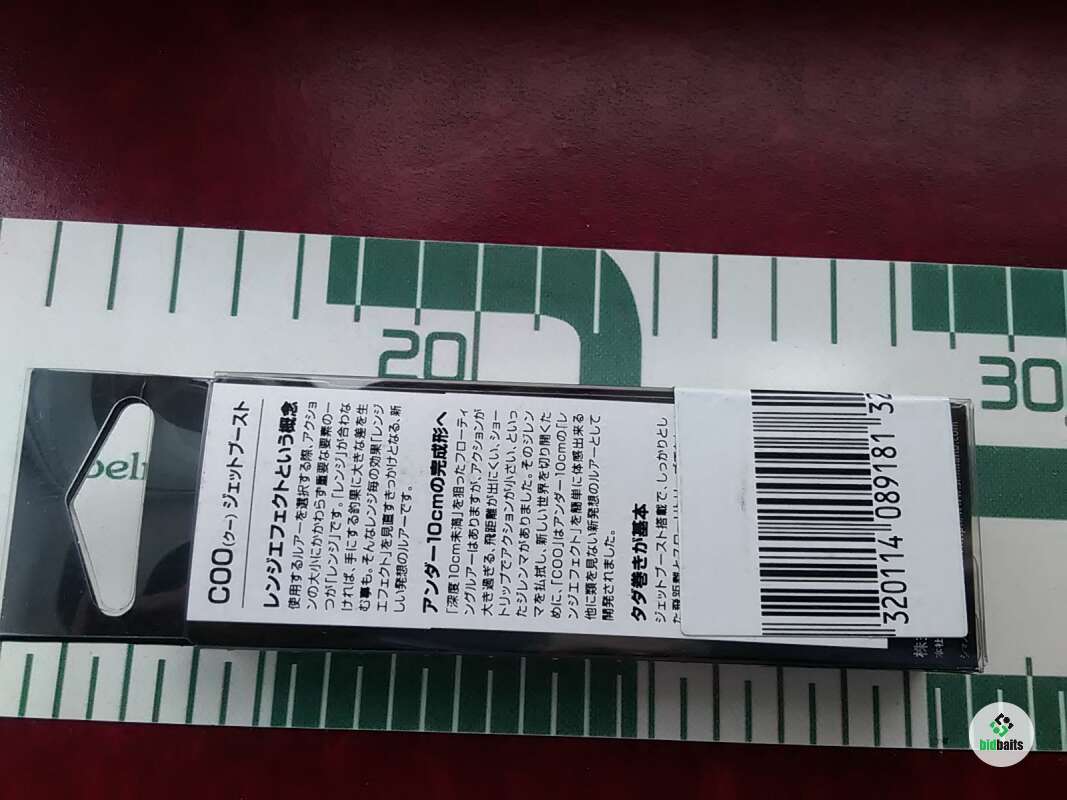 20
30
COO(ケー)ジェットブースト
レンジエフェクトという概念
使用するルアーを選択する際、アクショ
ンの大小にかかわらず重要な要素の一
つが「レンジ」です。「レンジ」が合わな
ければ、手にする釣果に大きな差を生
む事も。そんなレンジ毎の効果「レンジ
エフェクト」を見直すきっかけとなる、新
しい発想のルアーです。
アンダー10cmの完成形へ
「深度10cm未満」を狙ったフローティ
ングルアーはありますが、アクションが
大き過ぎる、飛距離が出にくい、ショー
トリップでアクションが小さい、といっ
たジレンマがありました。そのジレン
マを払拭し、新しい世界を切り開くた
めに、「COO」はアンダー10cmの「レ
ンジエフェクト」を簡単に体感出来る
他に類を見ない新発想のルアーとして
開発されました。
タダ巻きが基本
ジェットブースト搭載で、しっかりとし
3201140891813​2
株
本社
bidbaits